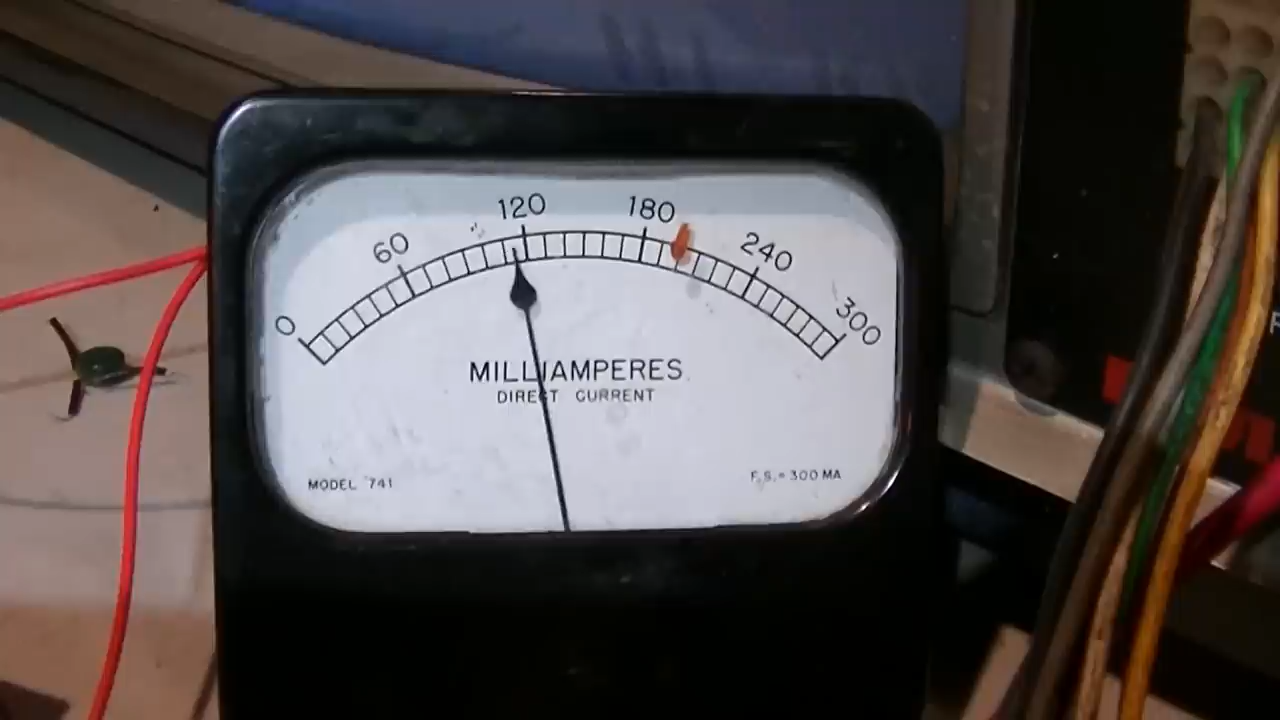 0 60 120 180 240 300
MILLIAMPERES
DIRECT CURRENT
MODEL 741
F.S.= 300 MA